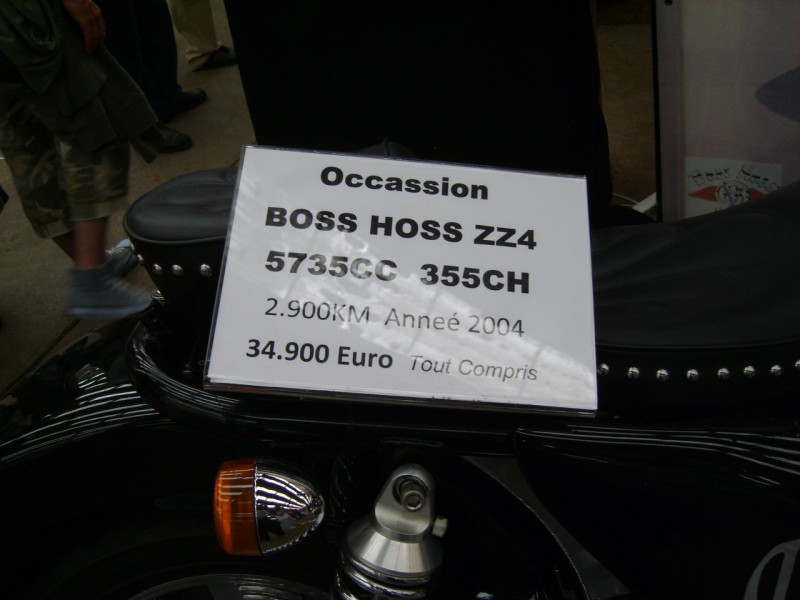 Occassion
BOSS HOSS ZZ4
5735CC 355CH
2.900KM Anneé 2004
34.900 Euro Tout Compris